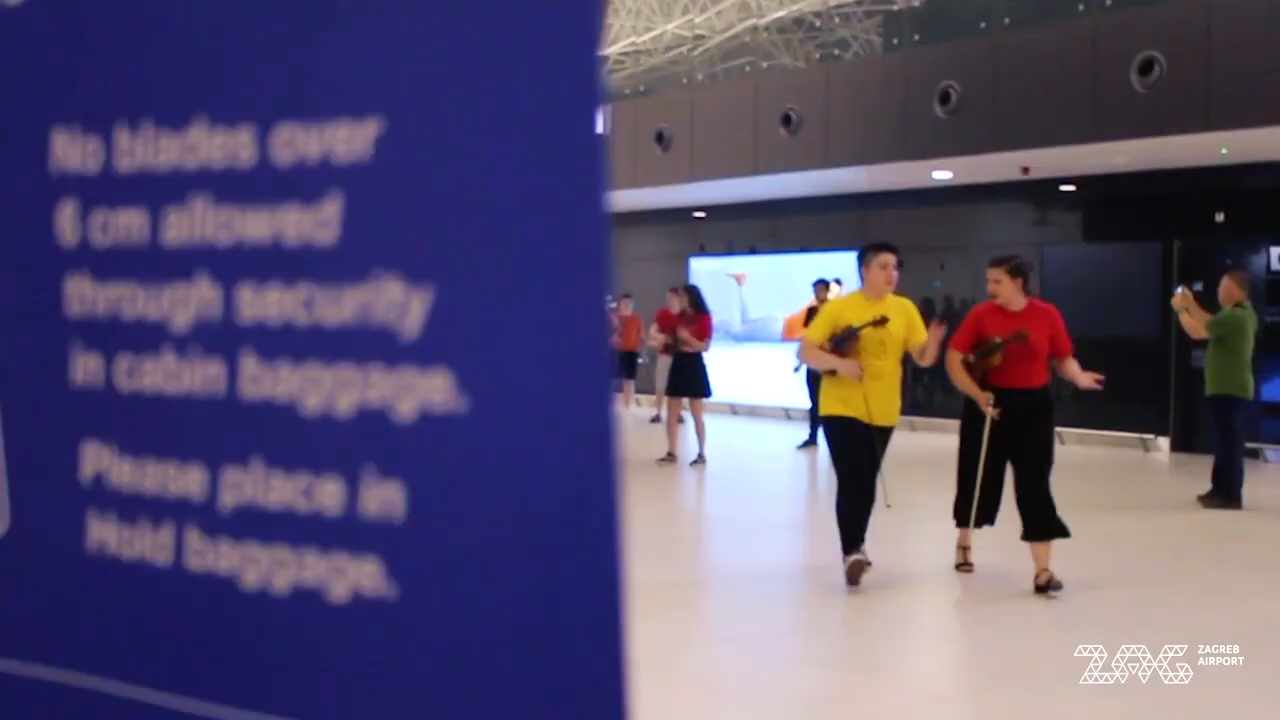 No blades over
6 cm allowed
through security
in cabin baggage.
Please place in
Hold baggage.
ZAG
ZAGREB
AIRPORT